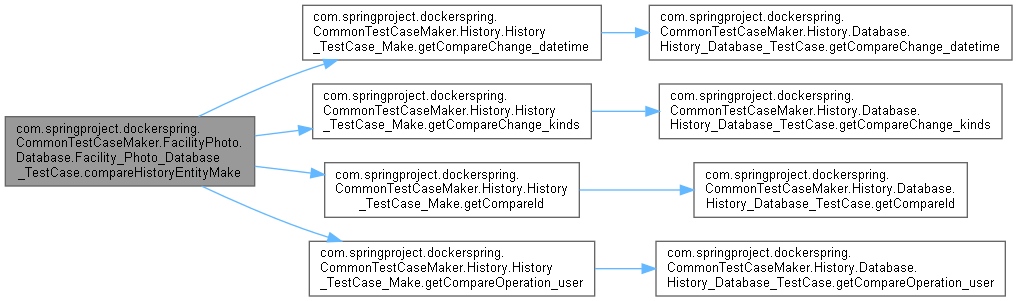 com.springproject.dockerspring.
CommonTestCaseMaker.FacilityPhoto.
Database.Facility_Photo_Database
_TestCase.compareHistoryEntityMake
com.springproject.dockerspring.
CommonTestCaseMaker.History.History
_TestCase_Make.getCompareChange_datetime
com.springproject.dockerspring.
CommonTestCaseMaker.History.Database.
History_Database_TestCase.getCompareChange_datetime
com.springproject.dockerspring.
CommonTestCaseMaker.History.History
_TestCase_Make.getCompareChange_kinds
com.springproject.dockerspring.
CommonTestCaseMaker.History.Database.
History_Database_TestCase.getCompareChange_kinds
com.springproject.dockerspring.
CommonTestCaseMaker.History.History
_TestCase_Make.getCompareId
com.springproject.dockerspring.
CommonTestCaseMaker.History.Database.
History_Database_TestCase.getCompareId
com.springproject.dockerspring.
CommonTestCaseMaker.History.History
_TestCase_Make.getCompareOperation_user
com.springproject.dockerspring.
CommonTestCaseMaker.History.Database.
History_Database_TestCase.getCompareOperation_user